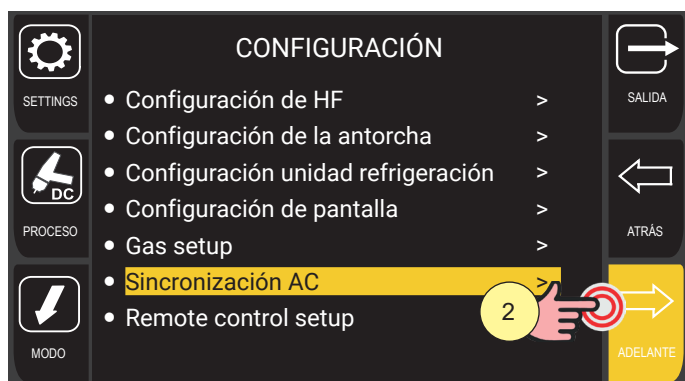 CONFIGURACIÓN
SETTINGS
DC
PROCESO
MODO
• Configuración de HF >
• Configuración de la antorcha >
• Configuración unidad refrigeración >
• Configuración de pantalla >
• Gas setup >
• Sincronización AC >
• Remote control setup
2
SALIDA
ATRÁS
ADELANTE